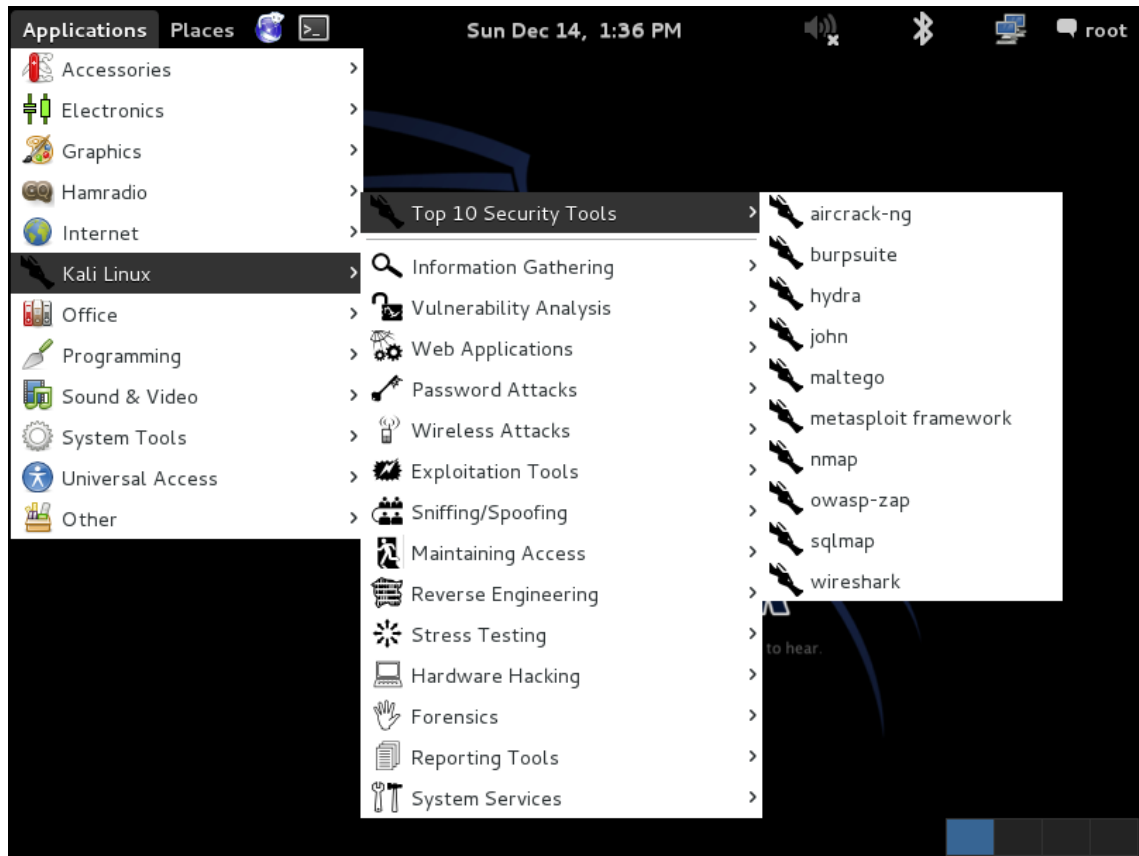 Applications Places Sun Dec 14, 1:36 PM root
Accessories
Electronics
Graphics
Hamradio
Internet
Kali Linux
Office
Programming
Sound & Video
System Tools
Universal Access
Other
Top 10 Security Tools
Information Gathering
Vulnerability Analysis
Web Applications
Password Attacks
Wireless Attacks
Exploitation Tools
Sniffing/Spoofing
Maintaining Access
Reverse Engineering
Stress Testing
Hardware Hacking
Forensics
Reporting Tools
System Services
aircrack-ng
burpsuite
hydra
john
maltego
metasploit framework
nmap
owasp-zap
sqlmap
wireshark
to hear.